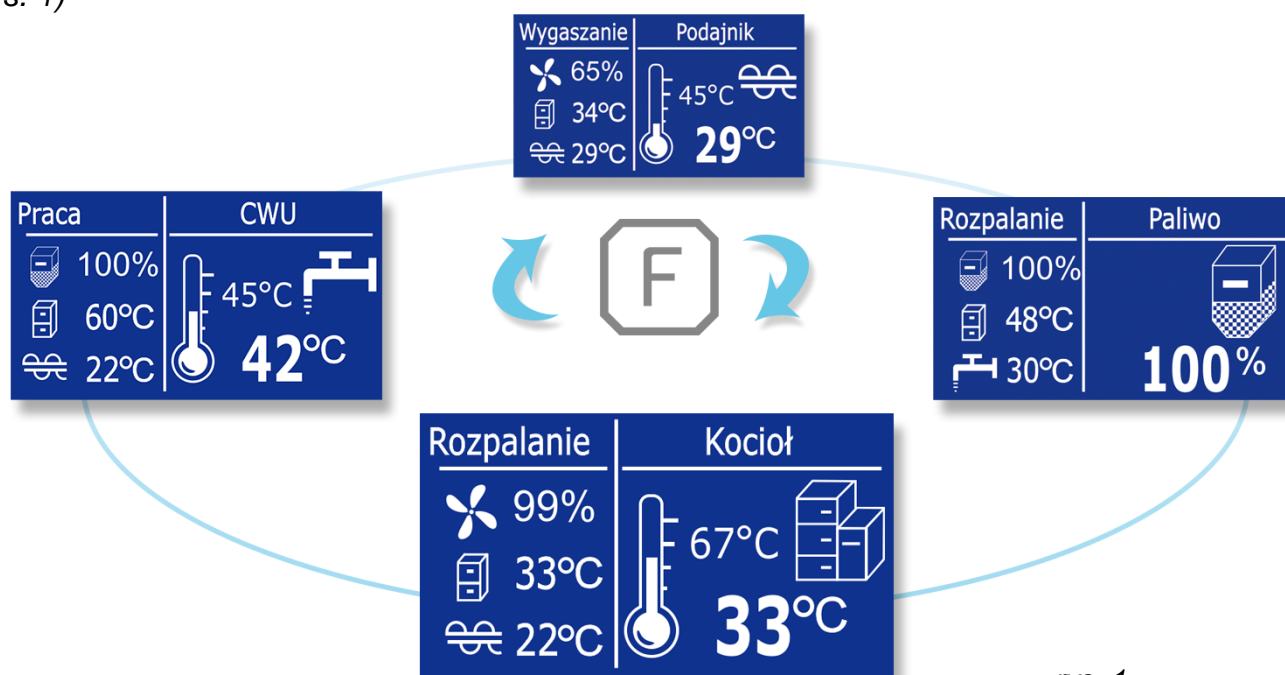 s. 1)
Wygaszanie Podajnik
65%
34°C
29°C
45°C
29°C
Praca CWU
100%
60°C
22°C
45°C
42°C
F
Rozpalanie Paliwo
100%
48°C
30°C
100%
Rozpalanie Kocioł
99%
33°C
22°C
67°C
33°C